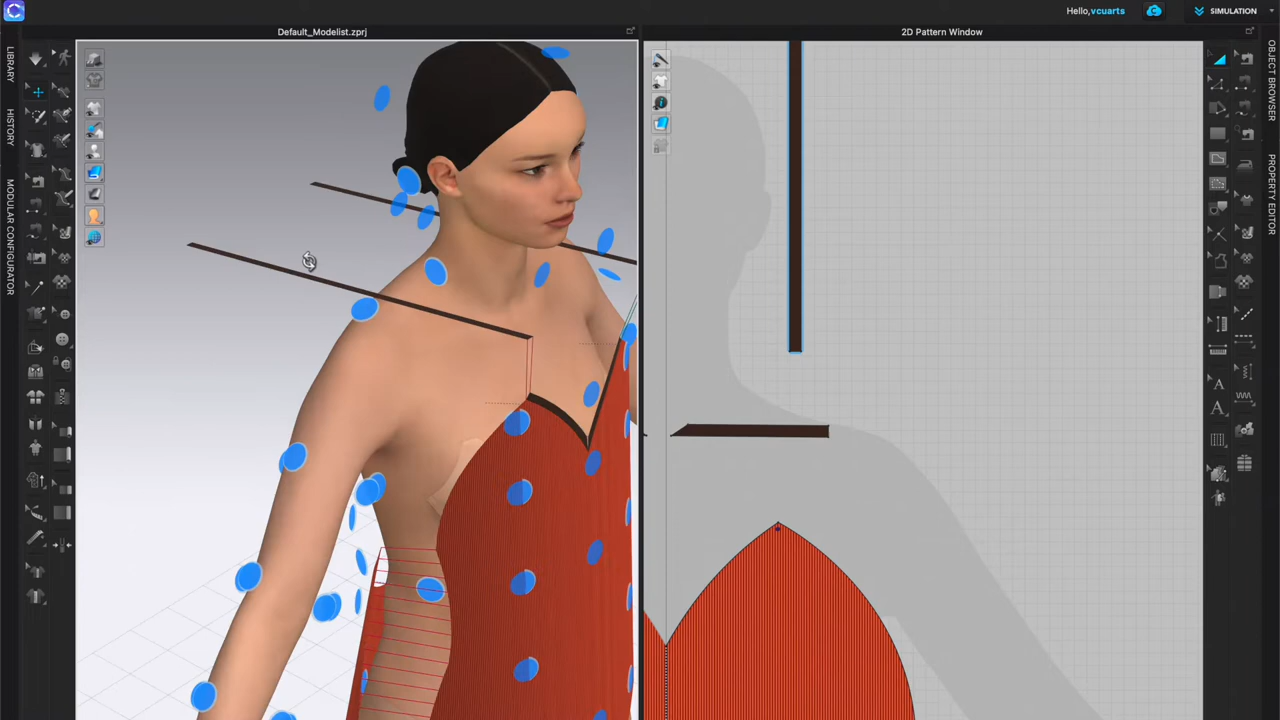 Hello, vcuarts
SIMULATION
Default_Modelist.zprj
2D Pattern Window
LIBRARY
HISTORY
MODULAR CONFIGURATOR
OBJECT BROWSER
PROPERTY EDITOR